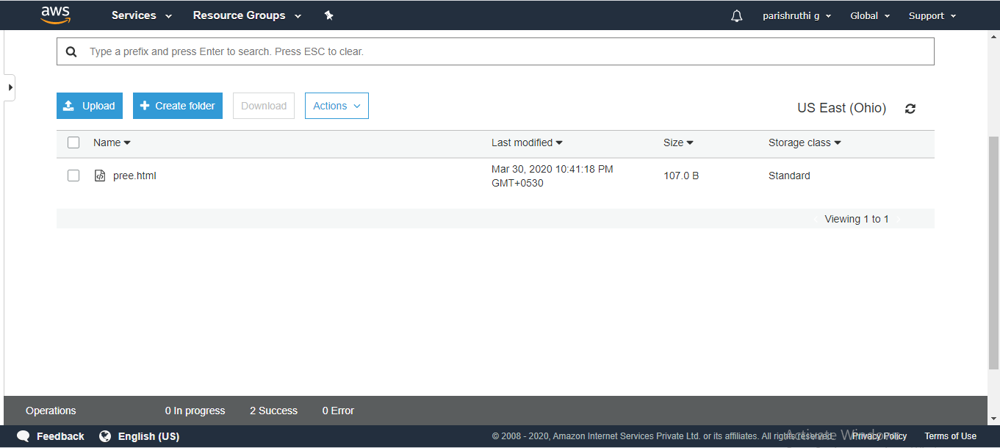 aws Services Resource Groups parishruthi g Global Support
Type a prefix and press Enter to search. Press ESC to clear.
Upload Create folder Download Actions US East (Ohio)
Name Last modified Size Storage class
pree.html Mar 30, 2020 10:41:18 PM GMT+0530 107.0 B Standard
Viewing 1 to 1
Operations 0 In progress 2 Success 0 Error
Feedback English (US) © 2008 - 2020, Amazon Internet Services Private Ltd. or its affiliates. All rights reserved. Privacy Policy Terms of Use
Activate Windows